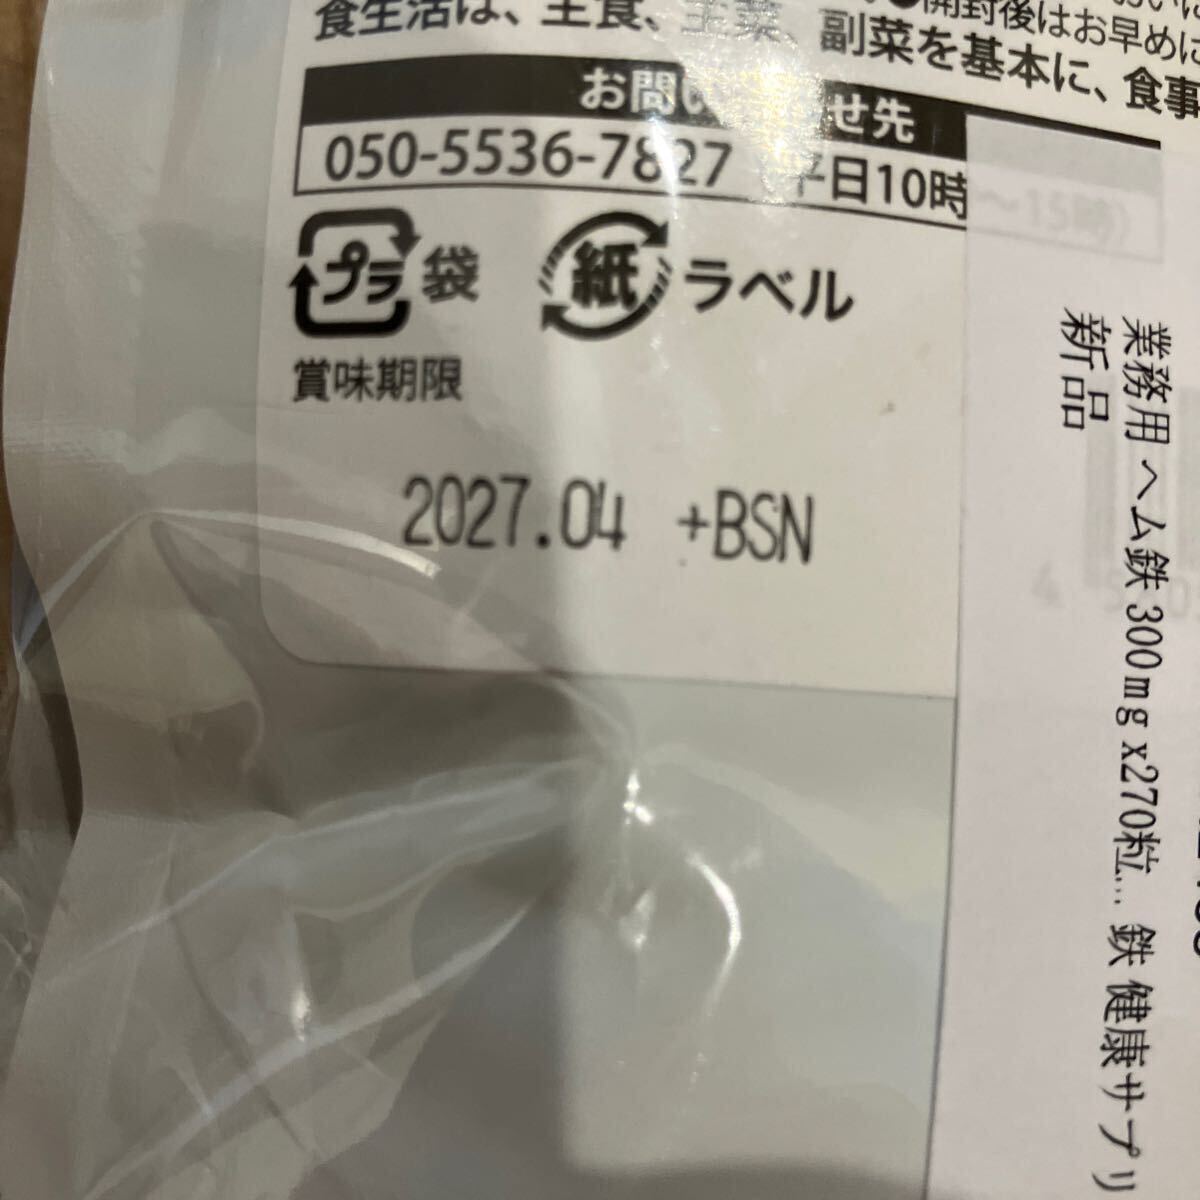 開封後はお早めに
食生活は、主食、主菜、副菜を基本に、食事
お問い せ先
050-5536-7827 平日10時～15時)
プラ 袋 紙 ラベル
賞味期限
2027.04 +BSN
業務用 ヘム鉄 300mg x270粒... 鉄 健康サプリ
新品